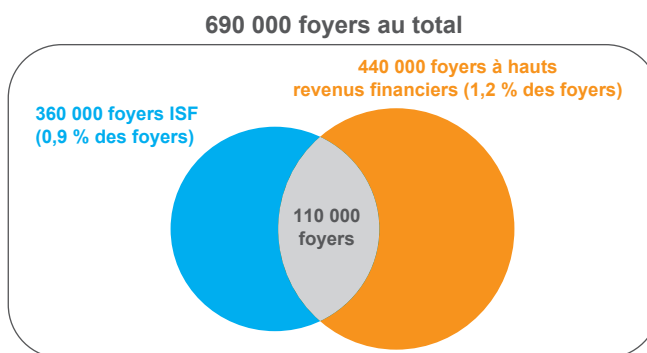 690 000 foyers au total
440 000 foyers à hauts
revenus financiers (1,2 % des foyers)
360 000 foyers ISF
(0,9 % des foyers)
110 000
foyers